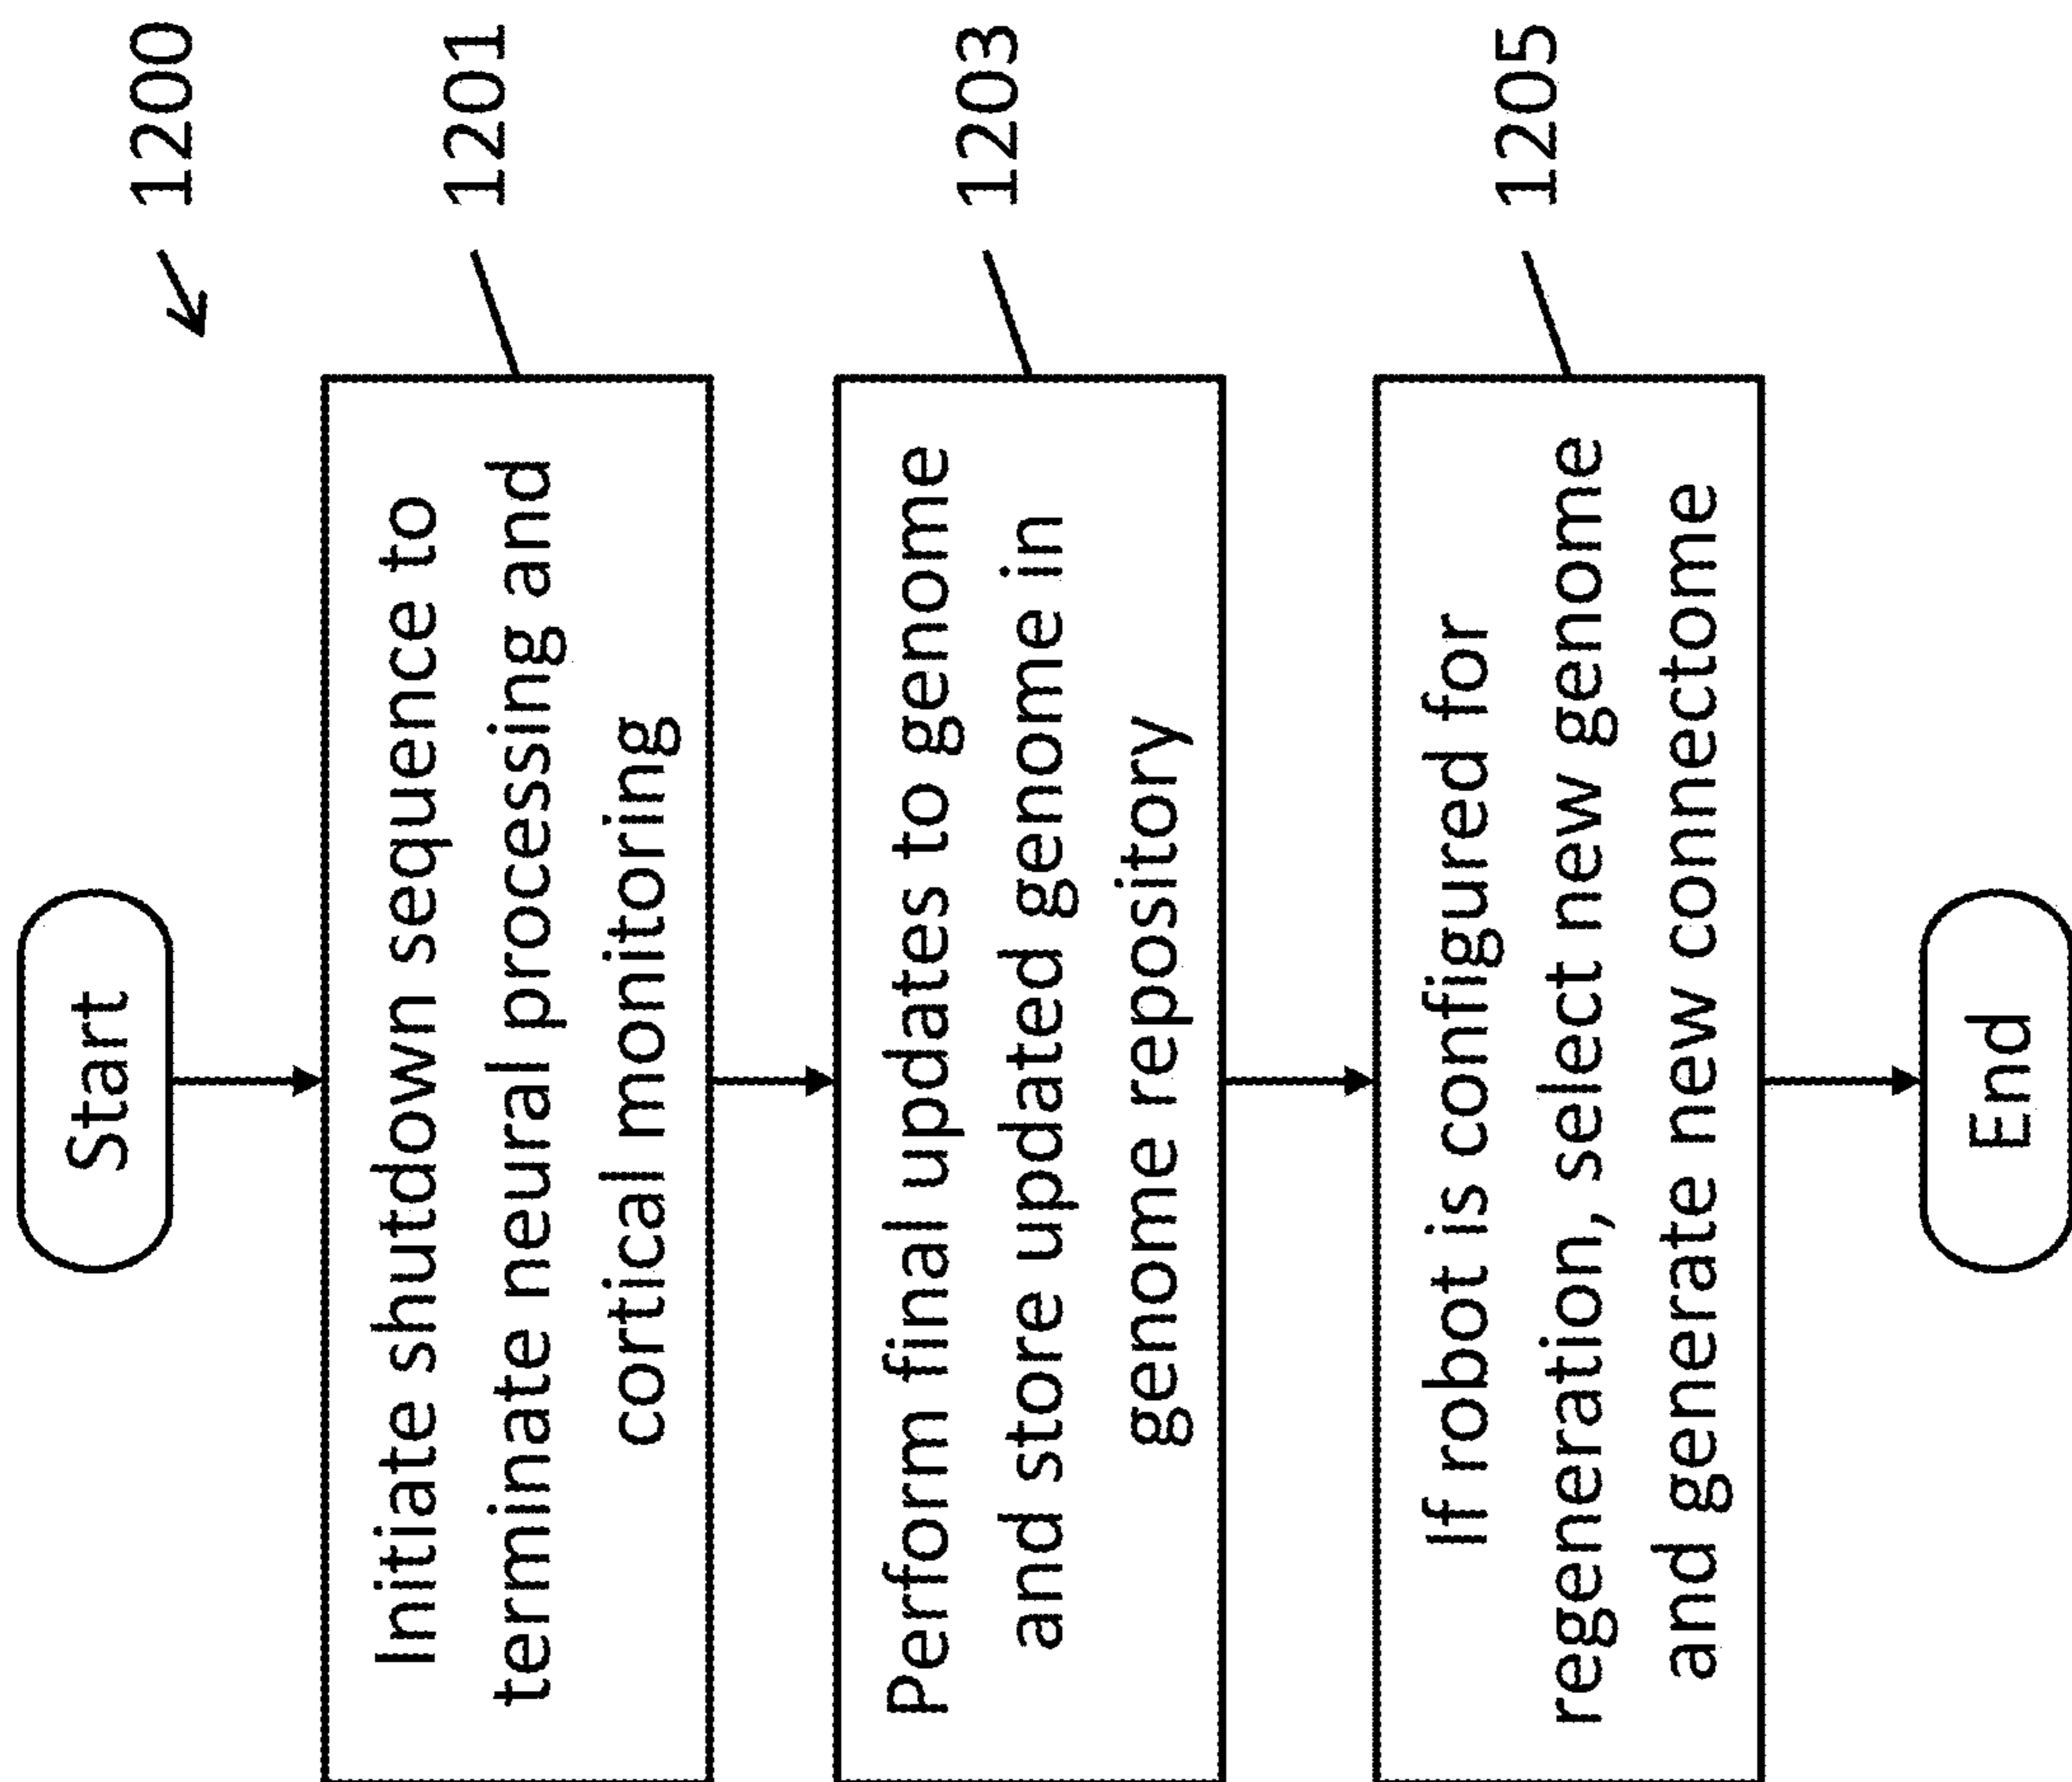 1200
Start
Initiate shutdown sequence to
terminate neural processing and
cortical monitoring
1201
Perform final updates to genome
and store updated genome in
genome repository
1203
If robot is configured for
regeneration, select new genome
and generate new connectome
1205
End